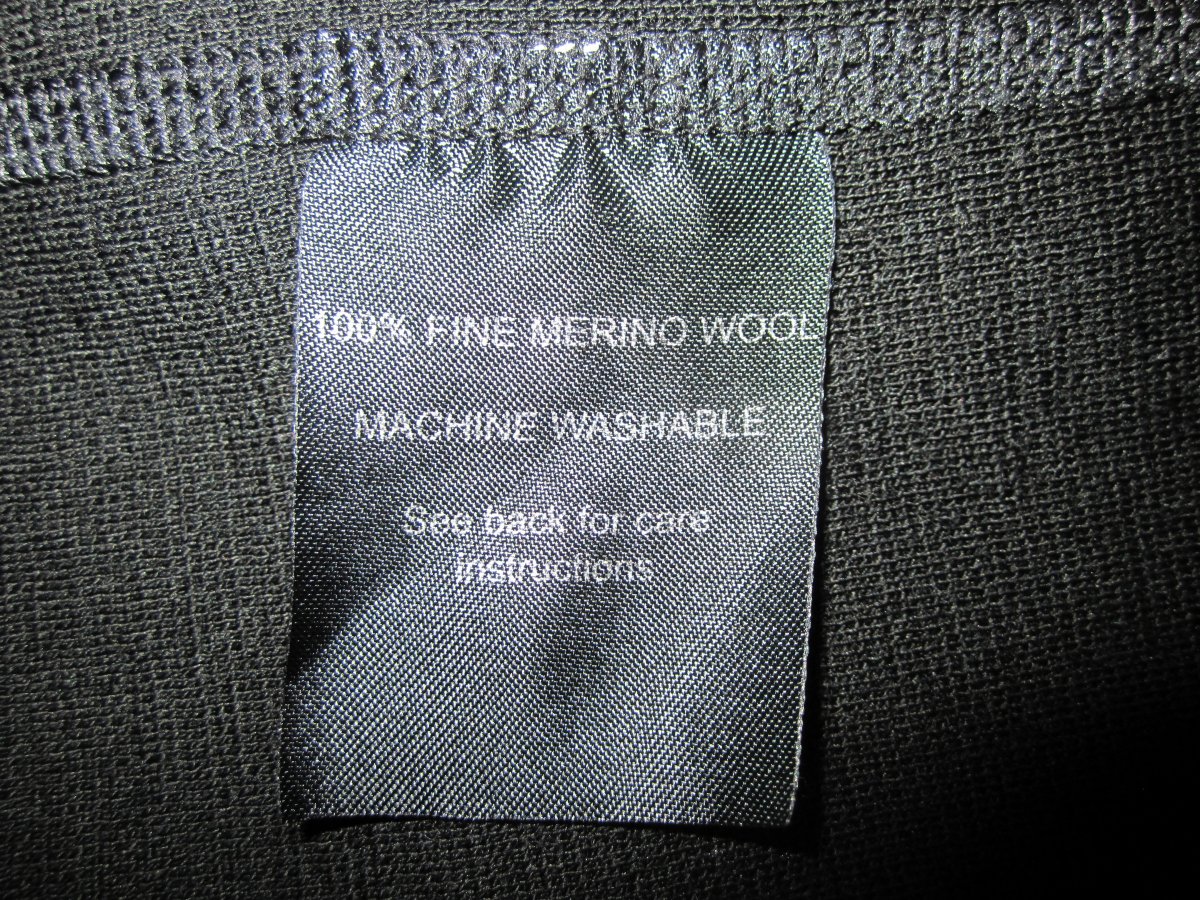 100% FINE MERINO WOOL
MACHINE WASHABLE
See back for care
instructions